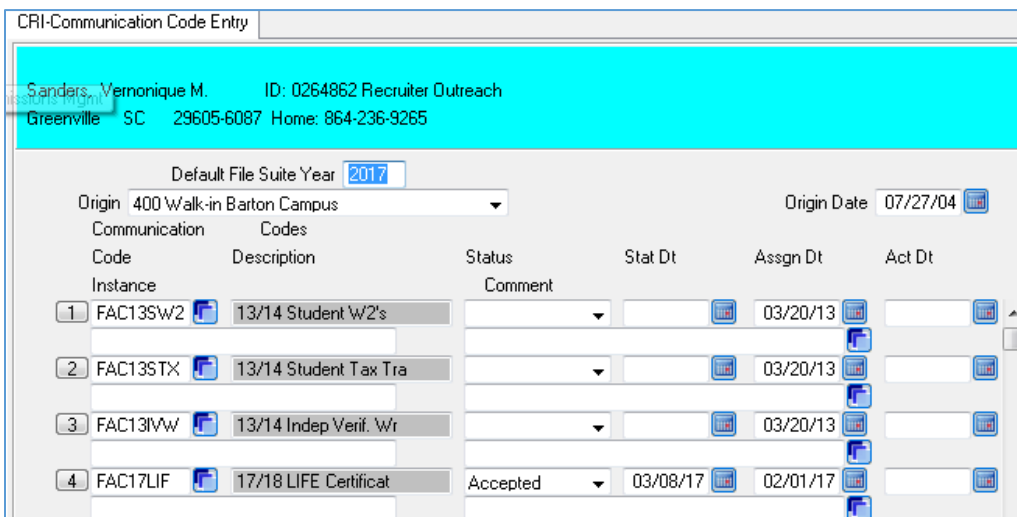 CRI-Communication Code Entry
Sanders, Vernonique M. ID: 0264862 Recruiter Outreach
issions Mgmt
Greenville SC 29605-6087 Home: 864-236-9265
Default File Suite Year 2017
Origin 400 Walk-in Barton Campus Origin Date 07/27/04
Communication Codes
Code Description Status Stat Dt Assgn Dt Act Dt
Instance Comment
1 FAC13SW2 13/14 Student W2's 03/20/13
2 FAC13STX 13/14 Student Tax Tra 03/20/13
3 FAC13IVW 13/14 Indep Verif. Wr 03/20/13
4 FAC17LIF 17/18 LIFE Certificat Accepted 03/08/17 02/01/17